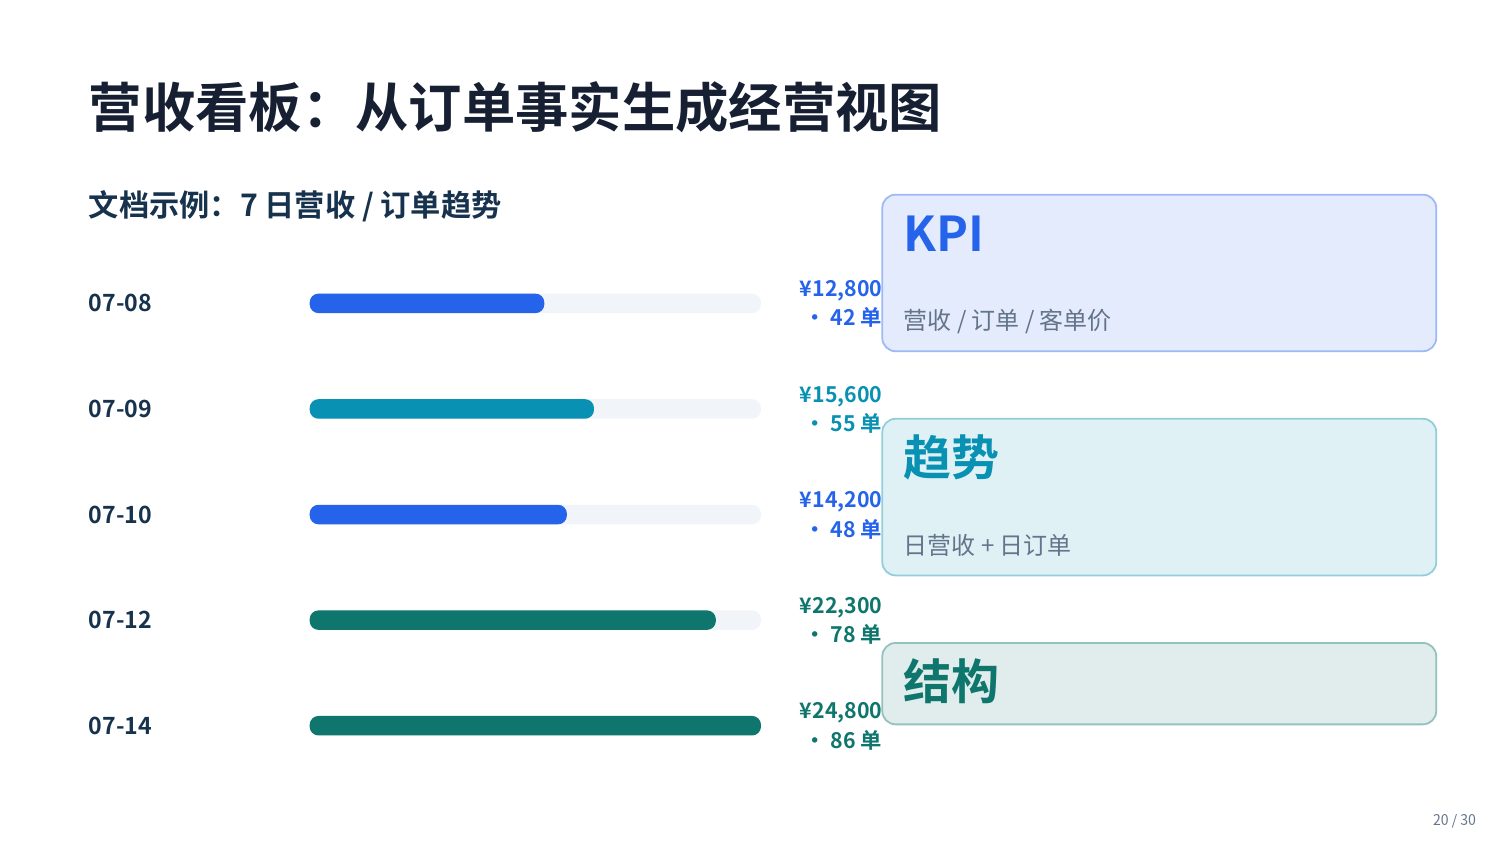 营收看板：从订单事实生成经营视图
文档示例：7 日营收 / 订单趋势
07-08
¥12,800
• 42 单
07-09
¥15,600
• 55 单
07-10
¥14,200
• 48 单
07-12
¥22,300
• 78 单
07-14
¥24,800
• 86 单
KPI
营收 / 订单 / 客单价
趋势
日营收 + 日订单
结构
20 / 30